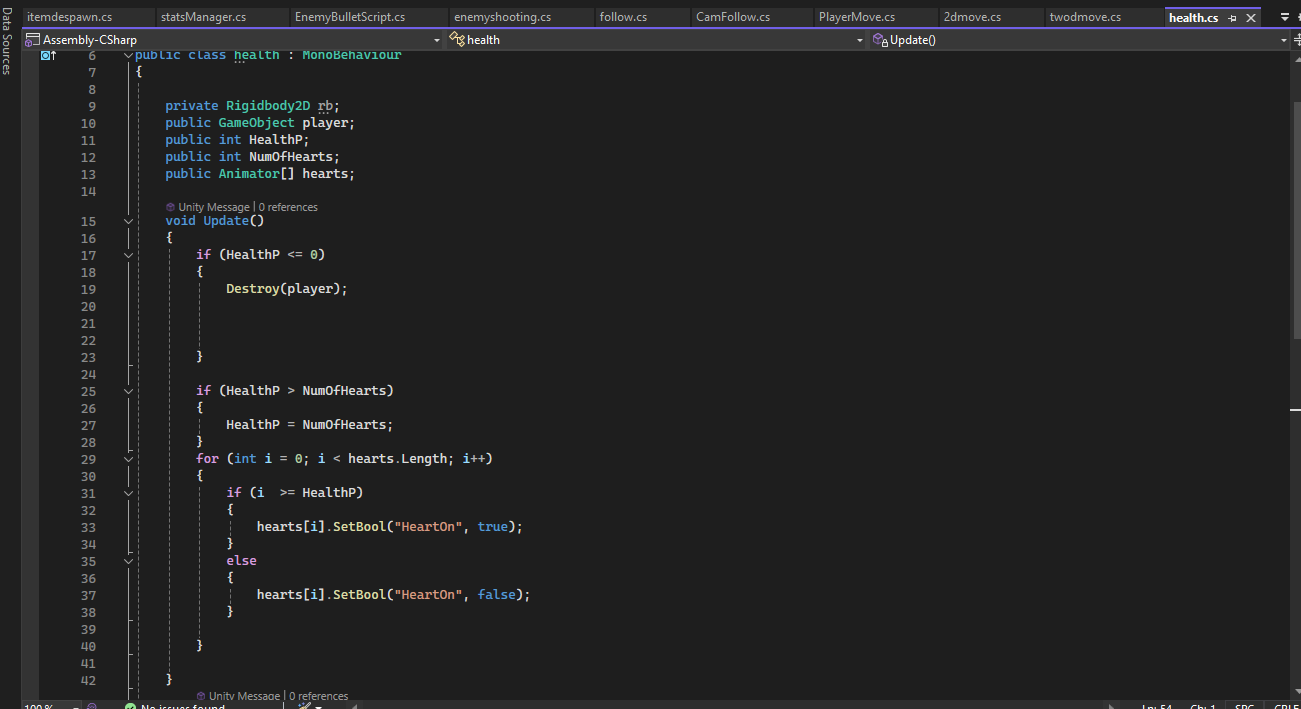 Data Sources
itemdespawn.cs statsManager.cs EnemyBulletScript.cs enemyshooting.cs follow.cs CamFollow.cs PlayerMove.cs 2dmove.cs twodmove.cs health.cs
Assembly-CSharp health Update()
6 public class health : MonoBehaviour
7 {
8
9 private Rigidbody2D rb;
10 public GameObject player;
11 public int HealthP;
12 public int NumOfHearts;
13 public Animator[] hearts;
14
Unity Message | 0 references
15 void Update()
16 {
17 if (HealthP <= 0)
18 {
19 Destroy(player);
20
21
22
23 }
24
25 if (HealthP > NumOfHearts)
26 {
27 HealthP = NumOfHearts;
28 }
29 for (int i = 0; i < hearts.Length; i++)
30 {
31 if (i  >= HealthP)
32 {
33 hearts[i].SetBool("HeartOn", true);
34 }
35 else
36 {
37 hearts[i].SetBool("HeartOn", false);
38 }
39
40 }
41
42 }
Unity Message | 0 references
100 % No issues found Ln: 54 Ch: 1 SPC CRLF